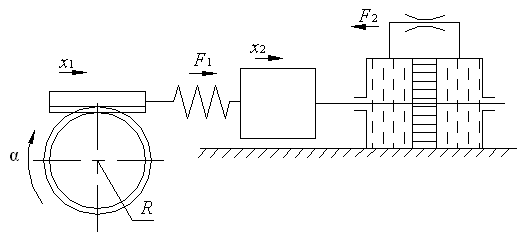 F₂
x₁
F₁
x₂
α
R